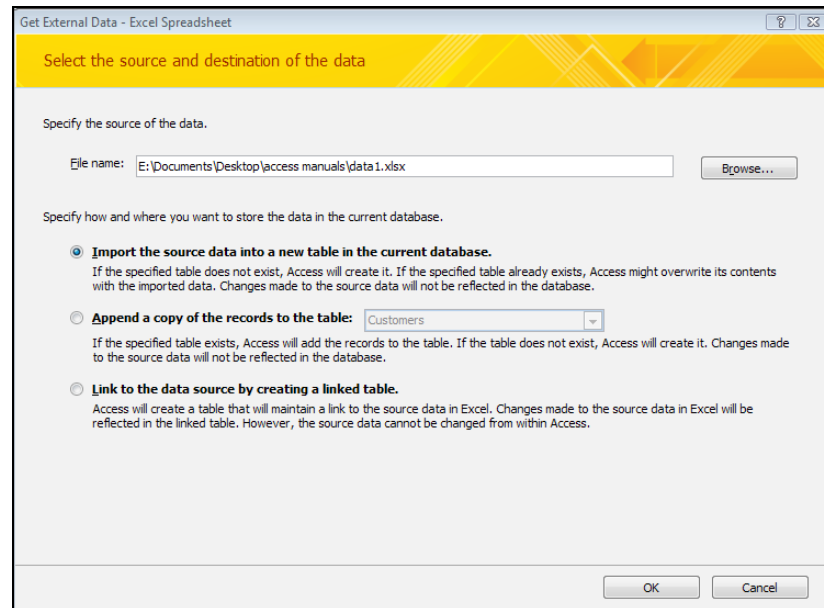 Get External Data - Excel Spreadsheet
Select the source and destination of the data
Specify the source of the data.
File name: E:\Documents\Desktop\access manuals\data1.xlsx Browse...
Specify how and where you want to store the data in the current database.
Import the source data into a new table in the current database.
If the specified table does not exist, Access will create it. If the specified table already exists, Access might overwrite its contents
with the imported data. Changes made to the source data will not be reflected in the database.
Append a copy of the records to the table: Customers
If the specified table exists, Access will add the records to the table. If the table does not exist, Access will create it. Changes made
to the source data will not be reflected in the database.
Link to the data source by creating a linked table.
Access will create a table that will maintain a link to the source data in Excel. Changes made to the source data in Excel will be
reflected in the linked table. However, the source data cannot be changed from within Access.
OK Cancel